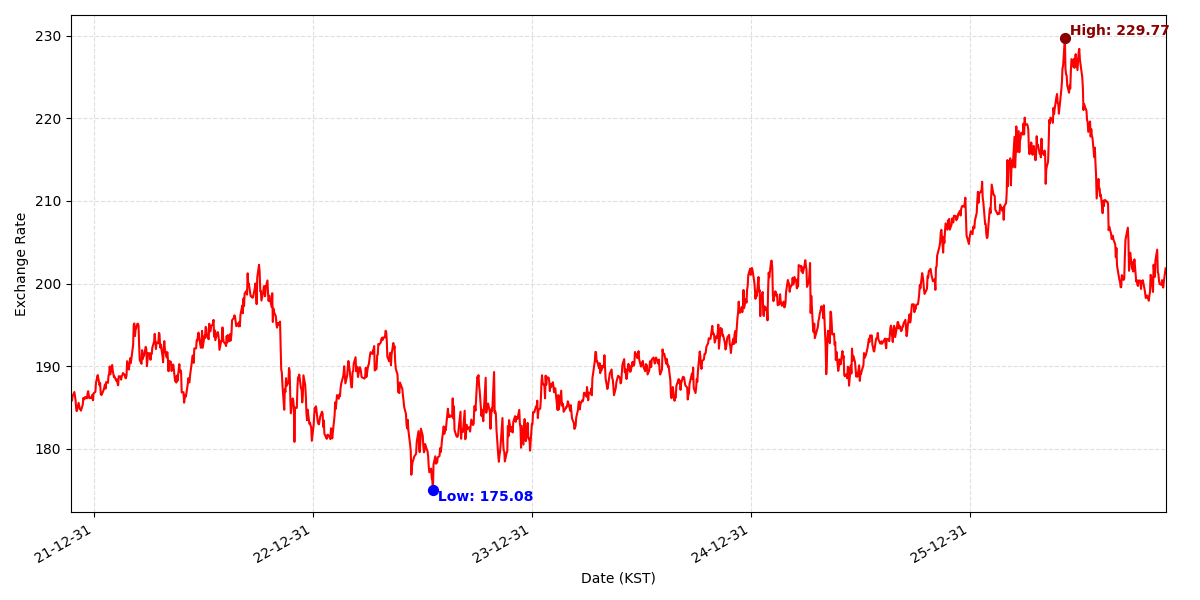 High: 229.77
230
220
210
200
190
180
Exchange Rate
Low: 175.08
21-12-31
22-12-31
23-12-31
24-12-31
25-12-31
Date (KST)